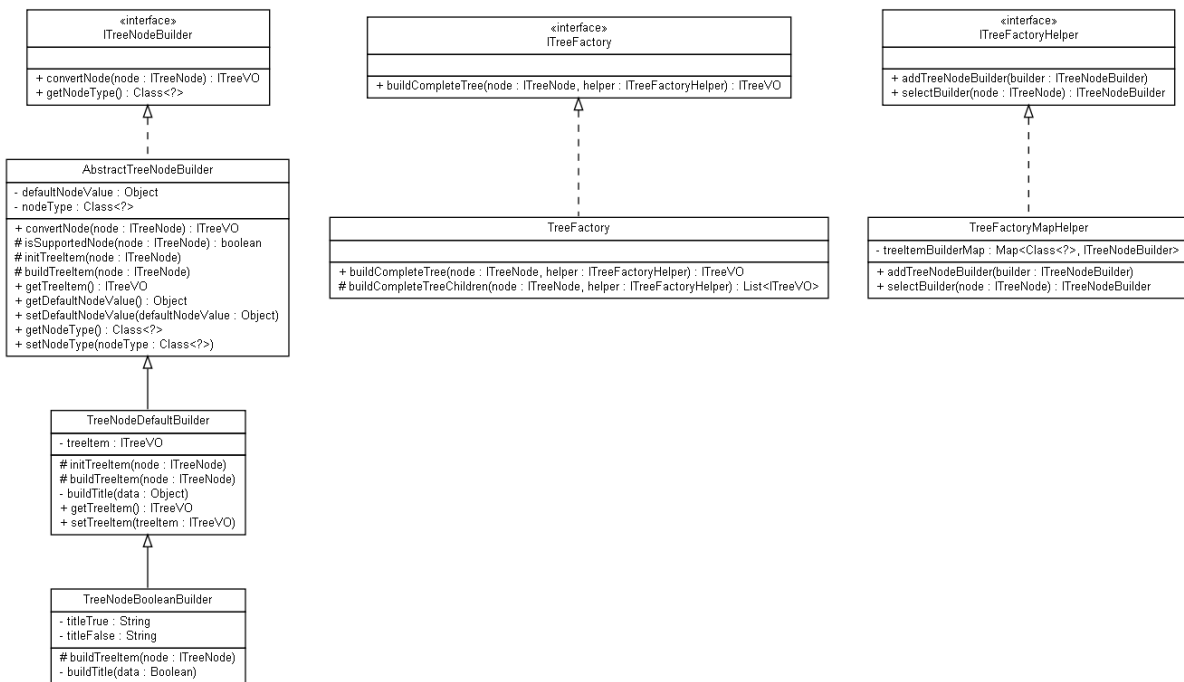 «interface»
ITreeNodeBuilder
+ convertNode(node : ITreeNode) : ITreeVO
+ getNodeType() : Class<?>
AbstractTreeNodeBuilder
- defaultNodeValue : Object
- nodeType : Class<?>
+ convertNode(node : ITreeNode) : ITreeVO
# isSupportedNode(node : ITreeNode) : boolean
# initTreeItem(node : ITreeNode)
# buildTreeItem(node : ITreeNode)
+ getTreeItem() : ITreeVO
+ getDefaultNodeValue() : Object
+ setDefaultNodeValue(defaultNodeValue : Object)
+ getNodeType() : Class<?>
+ setNodeType(nodeType : Class<?>)
TreeNodeDefaultBuilder
- treeItem : ITreeVO
# initTreeItem(node : ITreeNode)
# buildTreeItem(node : ITreeNode)
- buildTitle(data : Object)
+ getTreeItem() : ITreeVO
+ setTreeItem(treeItem : ITreeVO)
TreeNodeBooleanBuilder
- titleTrue : String
- titleFalse : String
# buildTreeItem(node : ITreeNode)
- buildTitle(data : Boolean)
«interface»
ITreeFactory
+ buildCompleteTree(node : ITreeNode, helper : ITreeFactoryHelper) : ITreeVO
TreeFactory
+ buildCompleteTree(node : ITreeNode, helper : ITreeFactoryHelper) : ITreeVO
# buildCompleteTreeChildren(node : ITreeNode, helper : ITreeFactoryHelper) : List<ITreeVO>
«interface»
ITreeFactoryHelper
+ addTreeNodeBuilder(builder : ITreeNodeBuilder)
+ selectBuilder(node : ITreeNode) : ITreeNodeBuilder
TreeFactoryMapHelper
- treeItemBuilderMap : Map<Class<?>, ITreeNodeBuilder>
+ addTreeNodeBuilder(builder : ITreeNodeBuilder)
+ selectBuilder(node : ITreeNode) : ITreeNodeBuilder